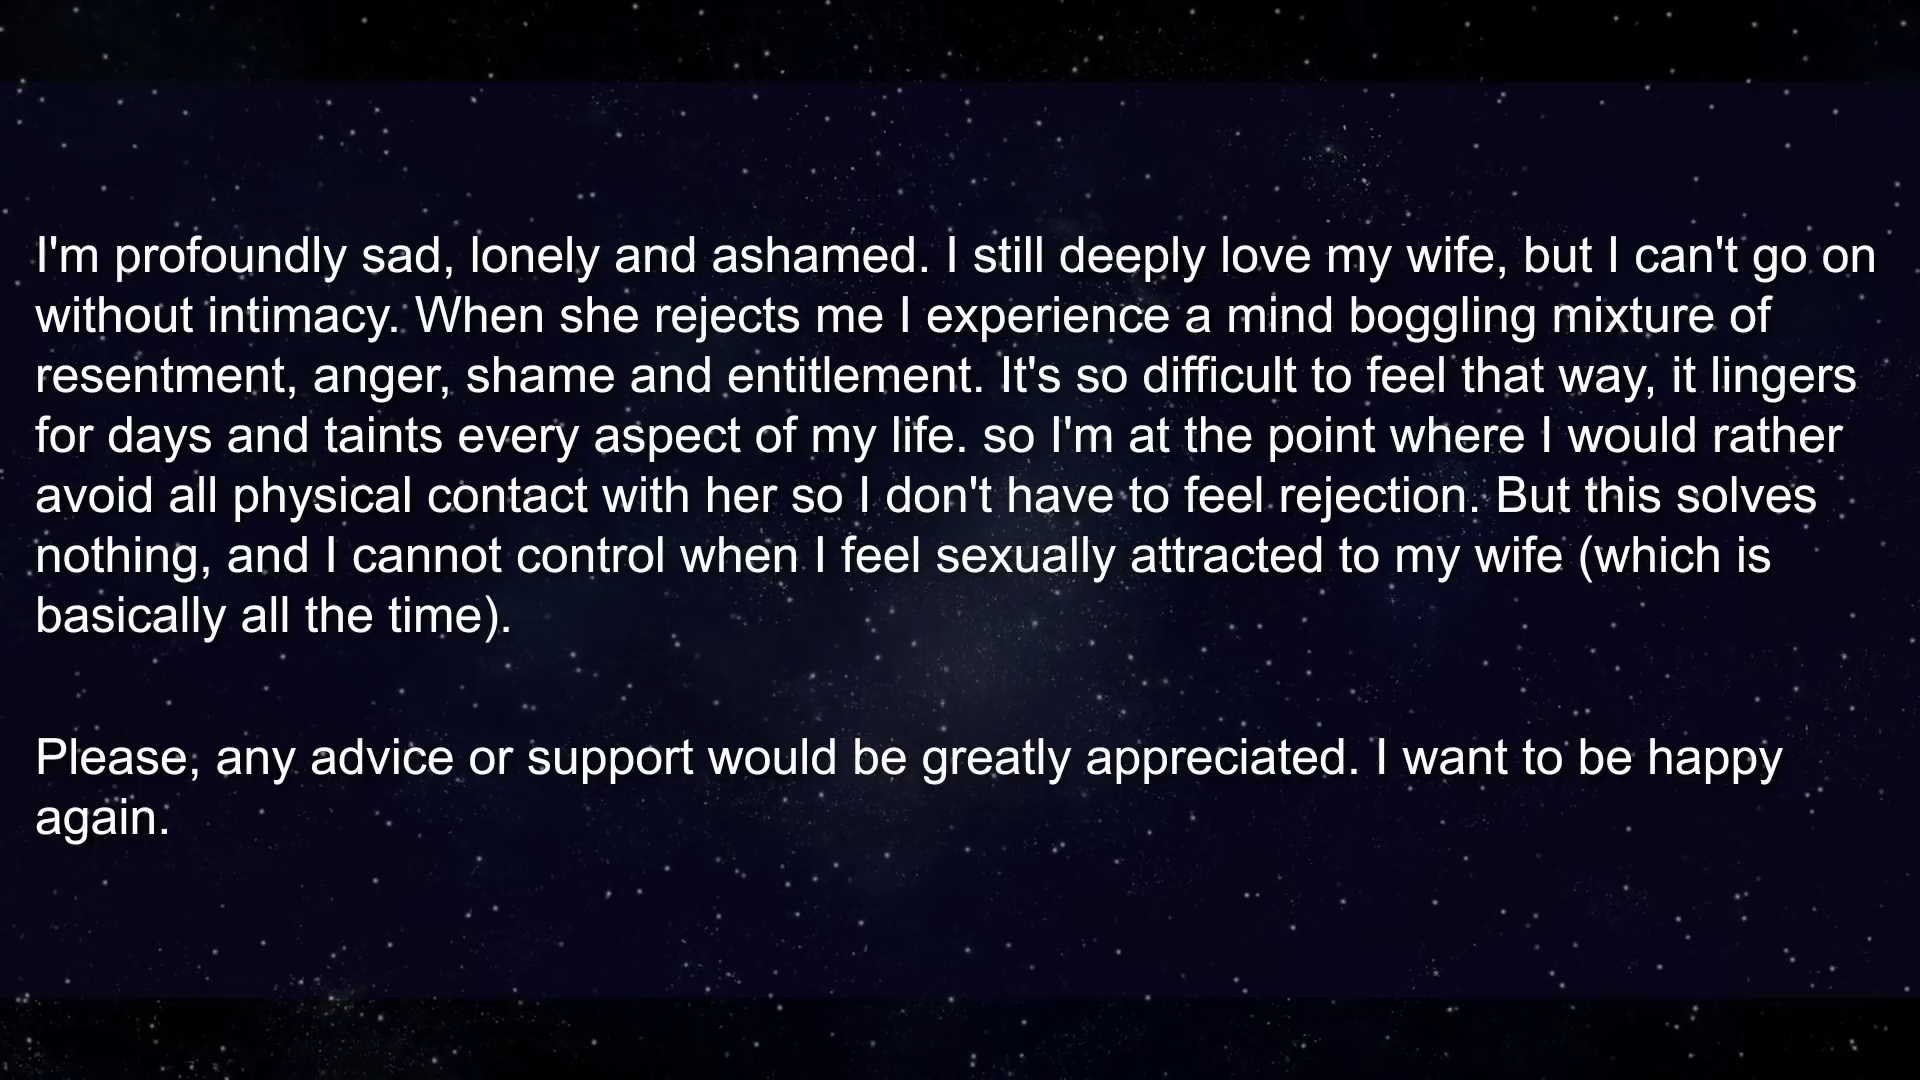 I'm profoundly sad, lonely and ashamed. I still deeply love my wife, but I can't go on
without intimacy. When she rejects me I experience a mind boggling mixture of
resentment, anger, shame and entitlement. It's so difficult to feel that way, it lingers
for days and taints every aspect of my life. so I'm at the point where I would rather
avoid all physical contact with her so I don't have to feel rejection. But this solves
nothing, and I cannot control when I feel sexually attracted to my wife (which is
basically all the time).
Please, any advice or support would be greatly appreciated. I want to be happy
again.